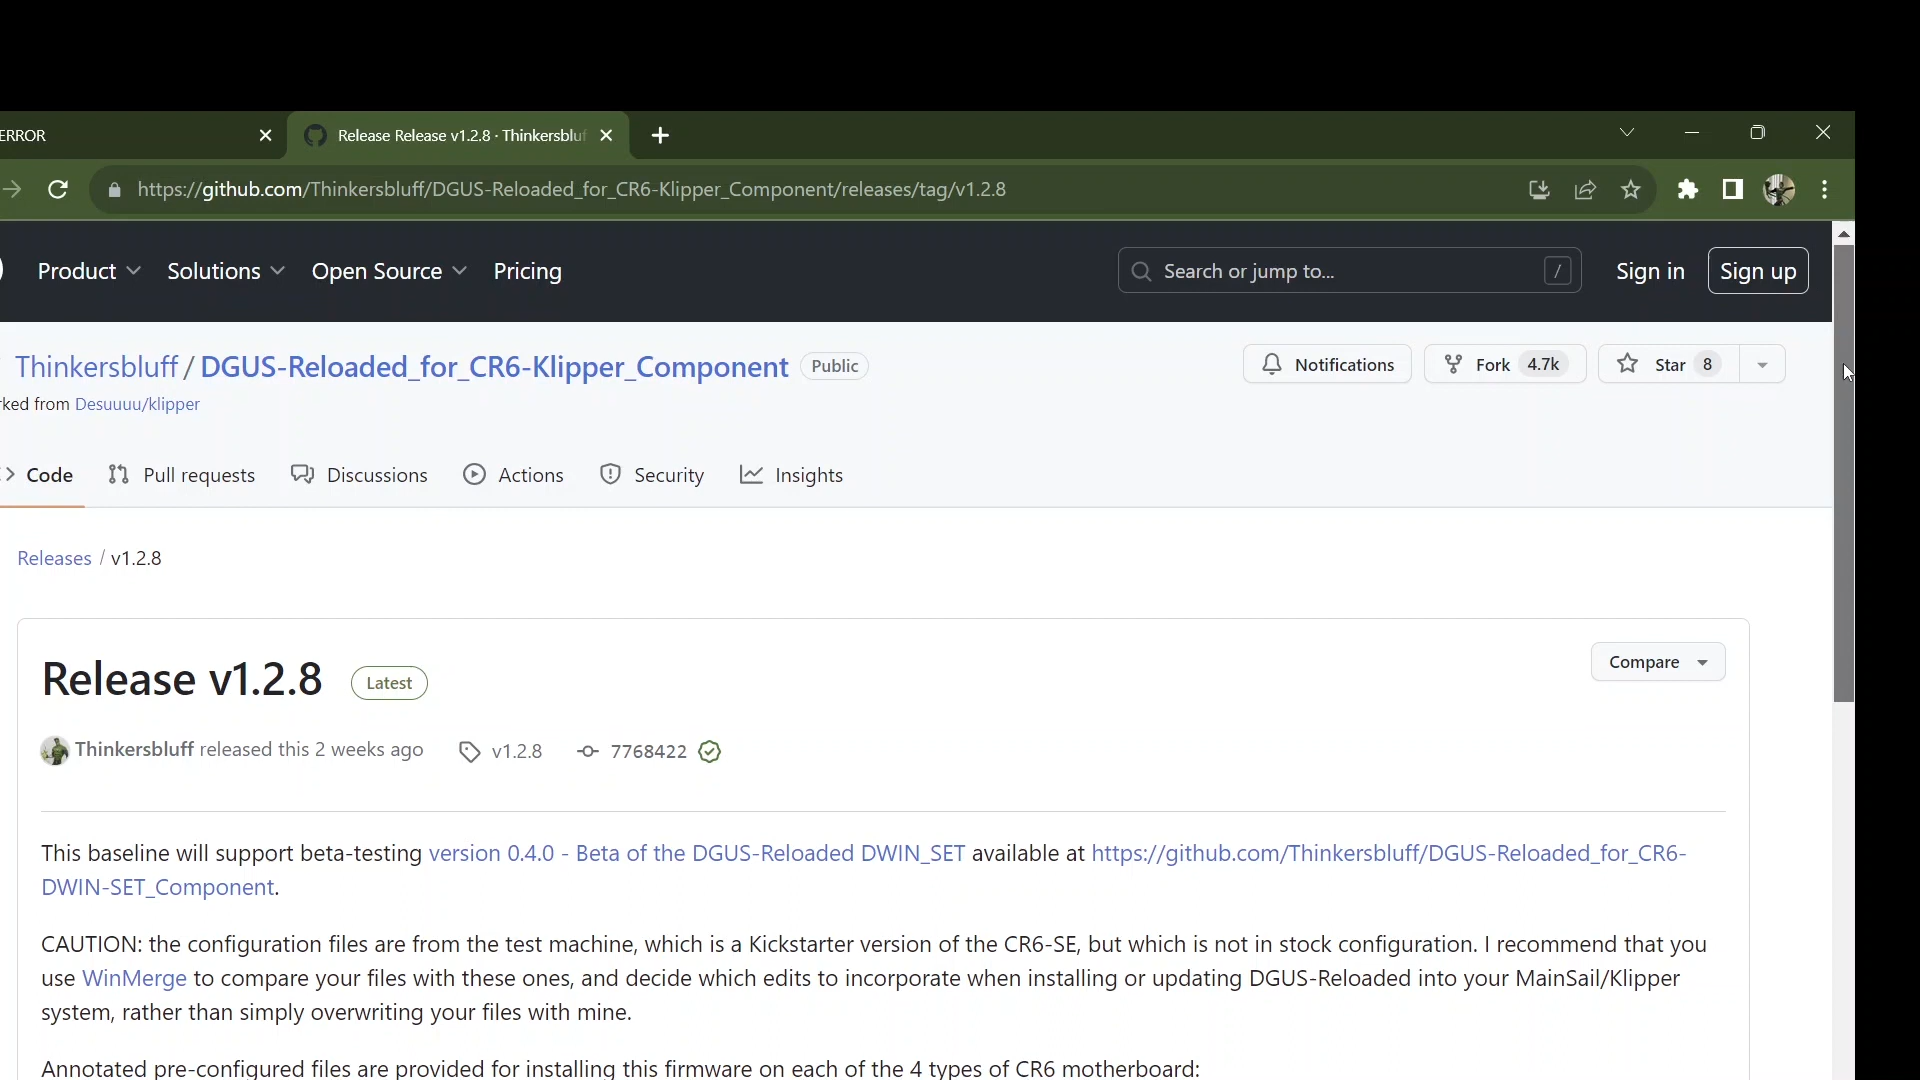 ERROR
Release Release v1.2.8 · Thinkersbluf
https://github.com/Thinkersbluff/DGUS-Reloaded_for_CR6-Klipper_Component/releases/tag/v1.2.8
Product Solutions Open Source Pricing Search or jump to... / Sign in Sign up
Thinkersbluff / DGUS-Reloaded_for_CR6-Klipper_Component Public Notifications Fork 4.7k Star 8
rked from Desuuuu/klipper
Code Pull requests Discussions Actions Security Insights
Releases / v1.2.8
Release v1.2.8 Latest Compare
Thinkersbluff released this 2 weeks ago v1.2.8 7768422
This baseline will support beta-testing version 0.4.0 - Beta of the DGUS-Reloaded DWIN_SET available at https://github.com/Thinkersbluff/DGUS-Reloaded_for_CR6-
DWIN-SET_Component.
CAUTION: the configuration files are from the test machine, which is a Kickstarter version of the CR6-SE, but which is not in stock configuration. I recommend that you
use WinMerge to compare your files with these ones, and decide which edits to incorporate when installing or updating DGUS-Reloaded into your MainSail/Klipper
system, rather than simply overwriting your files with mine.
Annotated pre-configured files are provided for installing this firmware on each of the 4 types of CR6 motherboard: